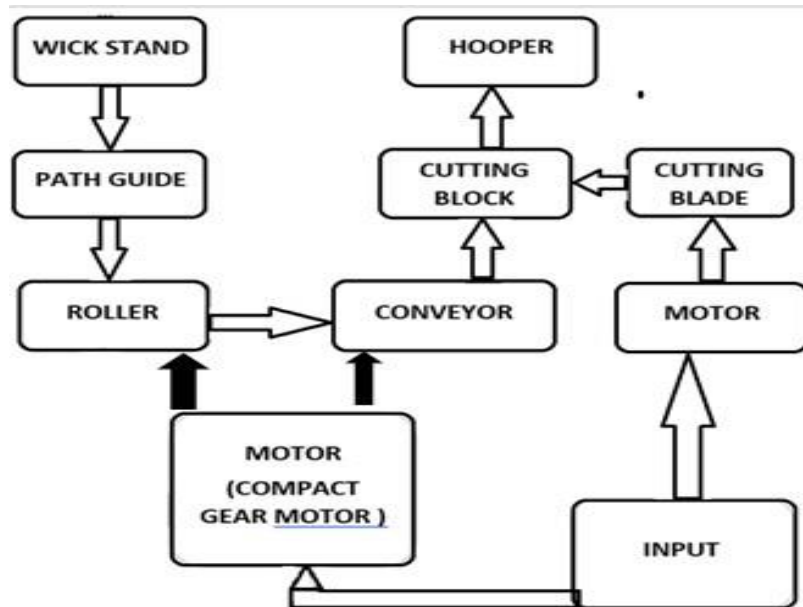 WICK STAND
HOOPER
PATH GUIDE
CUTTING
BLOCK
CUTTING
BLADE
ROLLER
CONVEYOR
MOTOR
MOTOR
(COMPACT
GEAR MOTOR )
INPUT